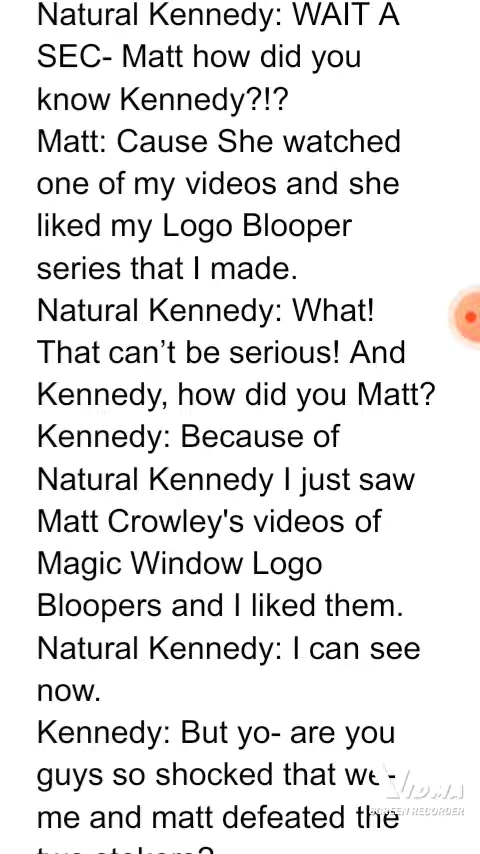 Natural Kennedy: WAIT A
SEC- Matt how did you
know Kennedy?!?
Matt: Cause She watched
one of my videos and she
liked my Logo Blooper
series that I made.
Natural Kennedy: What!
That can’t be serious! And
Kennedy, how did you Matt?
Kennedy: Because of
Natural Kennedy I just saw
Matt Crowley's videos of
Magic Window Logo
Bloopers and I liked them.
Natural Kennedy: I can see
now.
Kennedy: But yo- are you
guys so shocked that we-
VIDMA
SCREEN RECORDER
me and matt defeated the